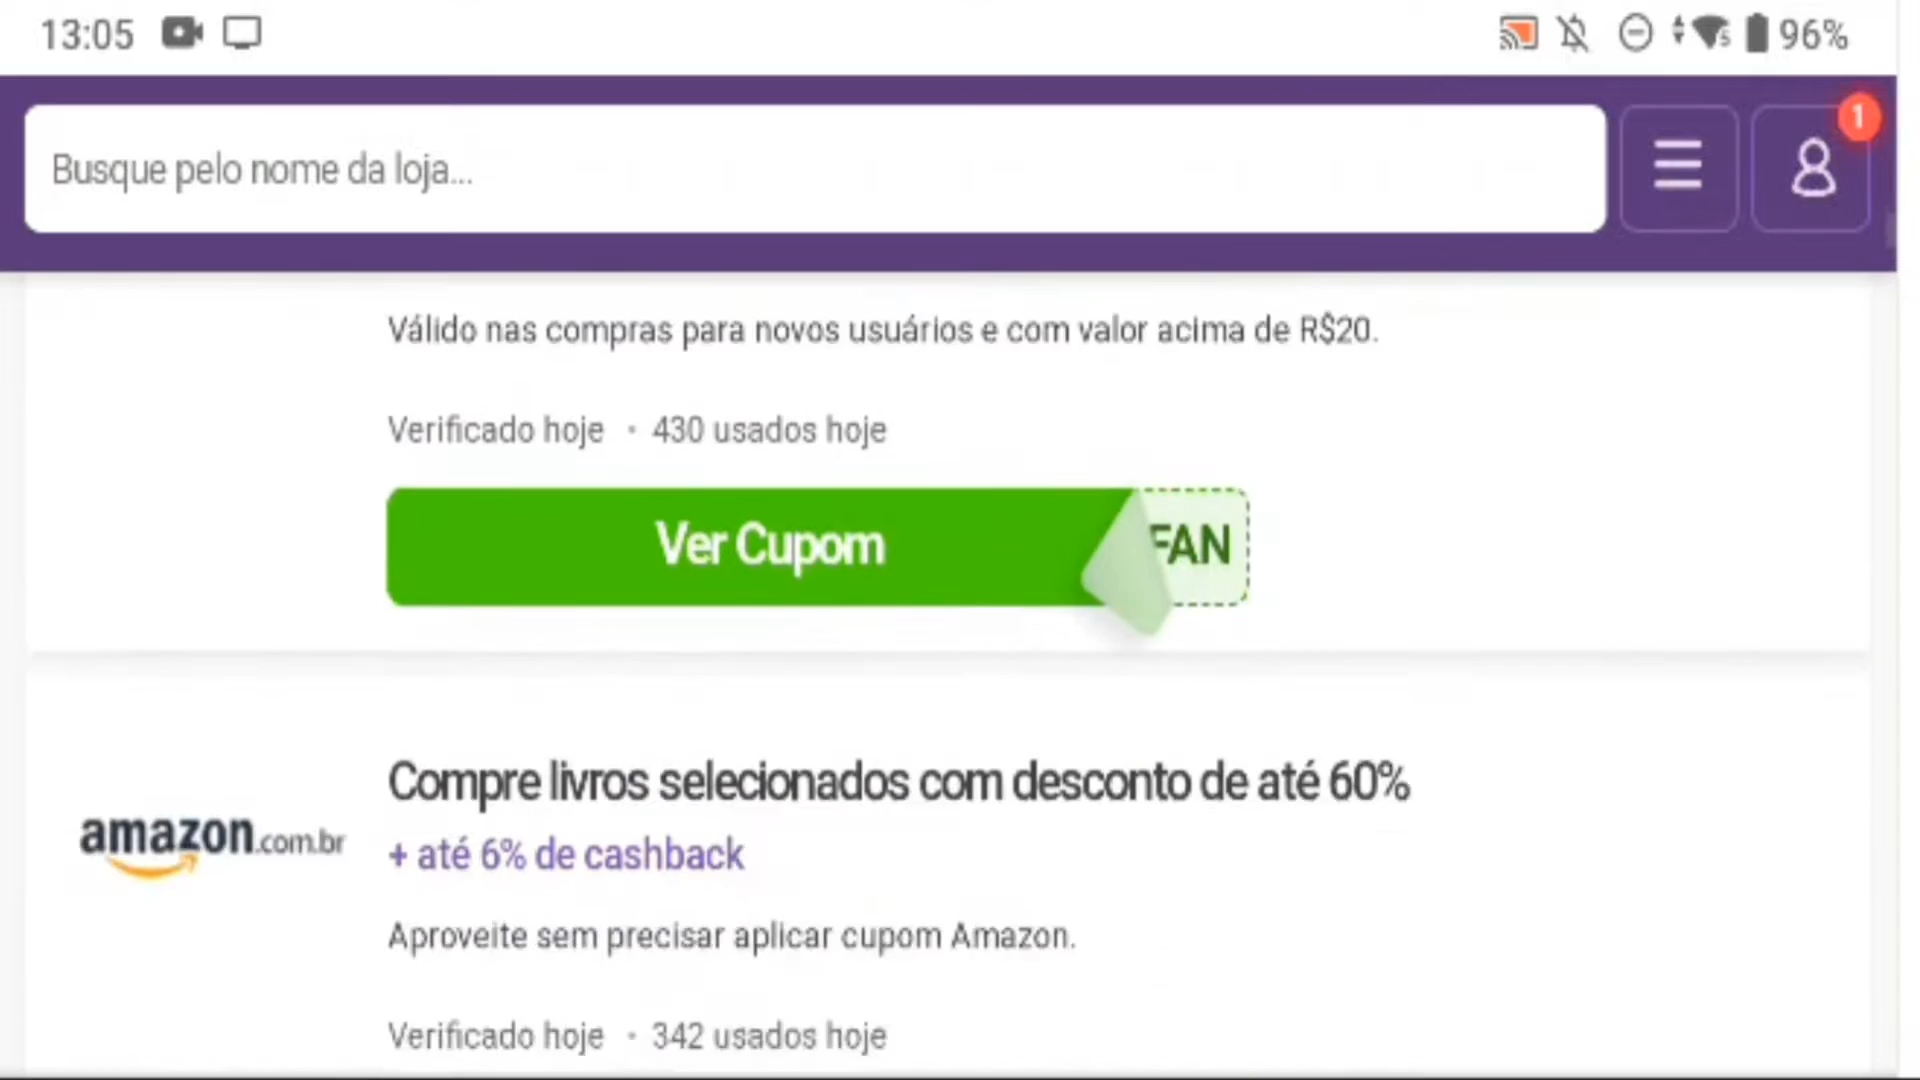 13:05
96%
Busque pelo nome da loja...
1
Válido nas compras para novos usuários e com valor acima de R$20.
Verificado hoje • 430 usados hoje
Ver Cupom
FAN
Compre livros selecionados com desconto de até 60%
amazon.com.br
+ até 6% de cashback
Aproveite sem precisar aplicar cupom Amazon.
Verificado hoje • 342 usados hoje